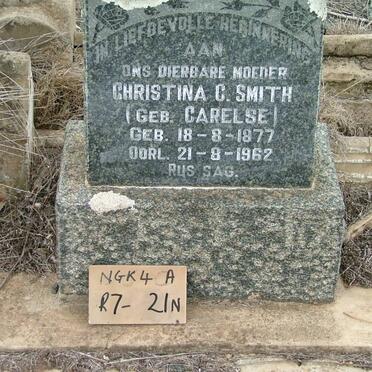 IN LIEFDEVOLLE HERINNERING
AAN
ONS DIERBARE MOEDER
CHRISTINA C. SMITH
(GEB. CARELSE)
GEB. 18-8-1877
OORL. 21-8-1962
RUS SAG.
NGK4 A
R7- 21N